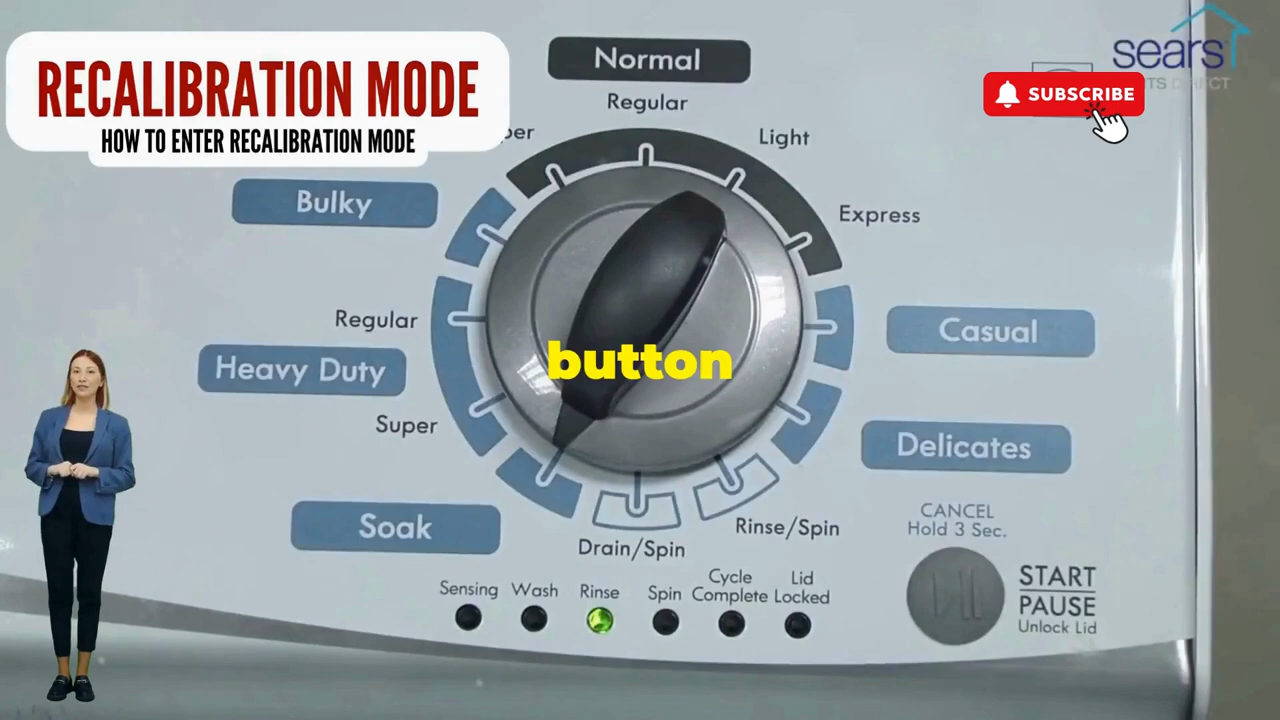 RECALIBRATION MODE
HOW TO ENTER RECALIBRATION MODE
sears
DIRECT
SUBSCRIBE
Normal
Regular
Light
Express
Bulky
Regular
Heavy Duty
Super
Casual
button
Delicates
Soak
Drain/Spin
Rinse/Spin
CANCEL
Hold 3 Sec.
START
PAUSE
Unlock Lid
Sensing
Wash
Rinse
Spin
Cycle Complete
Lid Locked